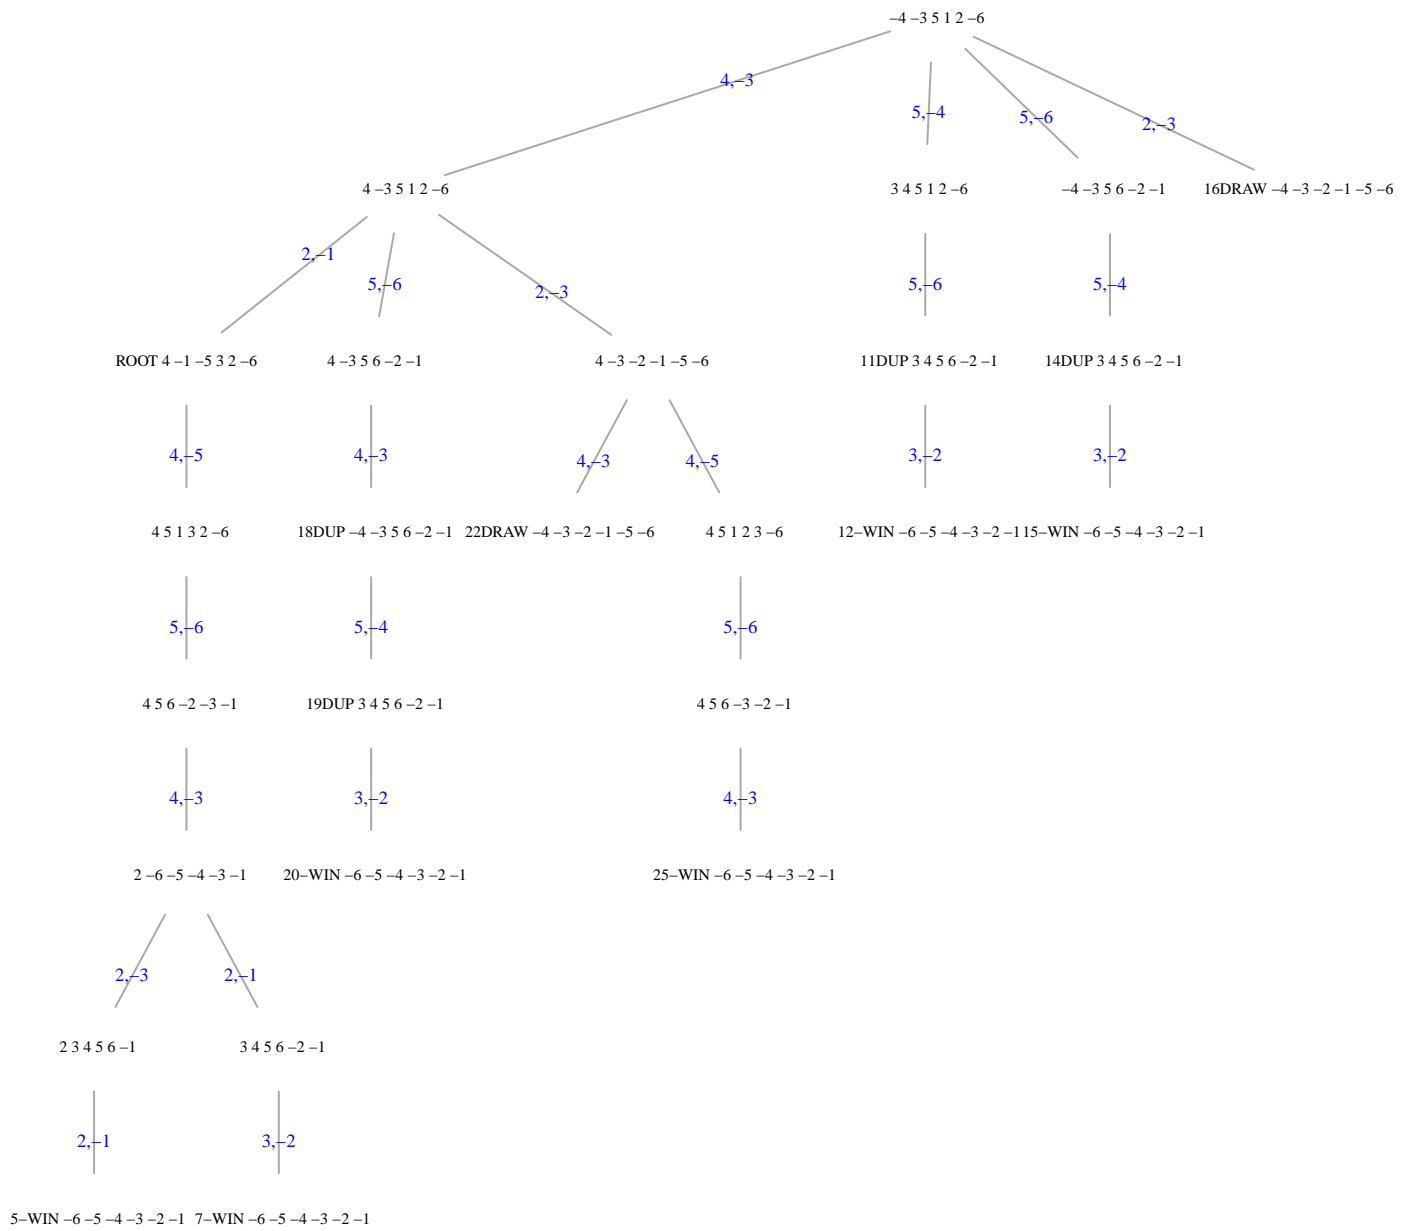 –4 –3 5 1 2 –6
4,–3
5,–4
5,–6
2,–3
4 –3 5 1 2 –6
3 4 5 1 2 –6
–4 –3 5 6 –2 –1
16DRAW –4 –3 –2 –1 –5 –6
2,–1
5,–6
2,–3
5,–6
5,–4
ROOT 4 –1 –5 3 2 –6
4 –3 5 6 –2 –1
4 –3 –2 –1 –5 –6
11DUP 3 4 5 6 –2 –1
14DUP 3 4 5 6 –2 –1
4,–5
4,–3
4,–3
4,–5
3,–2
3,–2
4 5 1 3 2 –6
18DUP –4 –3 5 6 –2 –1
22DRAW –4 –3 –2 –1 –5 –6
4 5 1 2 3 –6
12–WIN –6 –5 –4 –3 –2 –1
15–WIN –6 –5 –4 –3 –2 –1
5,–6
5,–4
5,–6
4 5 6 –2 –3 –1
19DUP 3 4 5 6 –2 –1
4 5 6 –3 –2 –1
4,–3
3,–2
4,–3
2 –6 –5 –4 –3 –1
20–WIN –6 –5 –4 –3 –2 –1
25–WIN –6 –5 –4 –3 –2 –1
2,–3
2,–1
2 3 4 5 6 –1
3 4 5 6 –2 –1
2,–1
3,–2
5–WIN –6 –5 –4 –3 –2 –1
7–WIN –6 –5 –4 –3 –2 –1